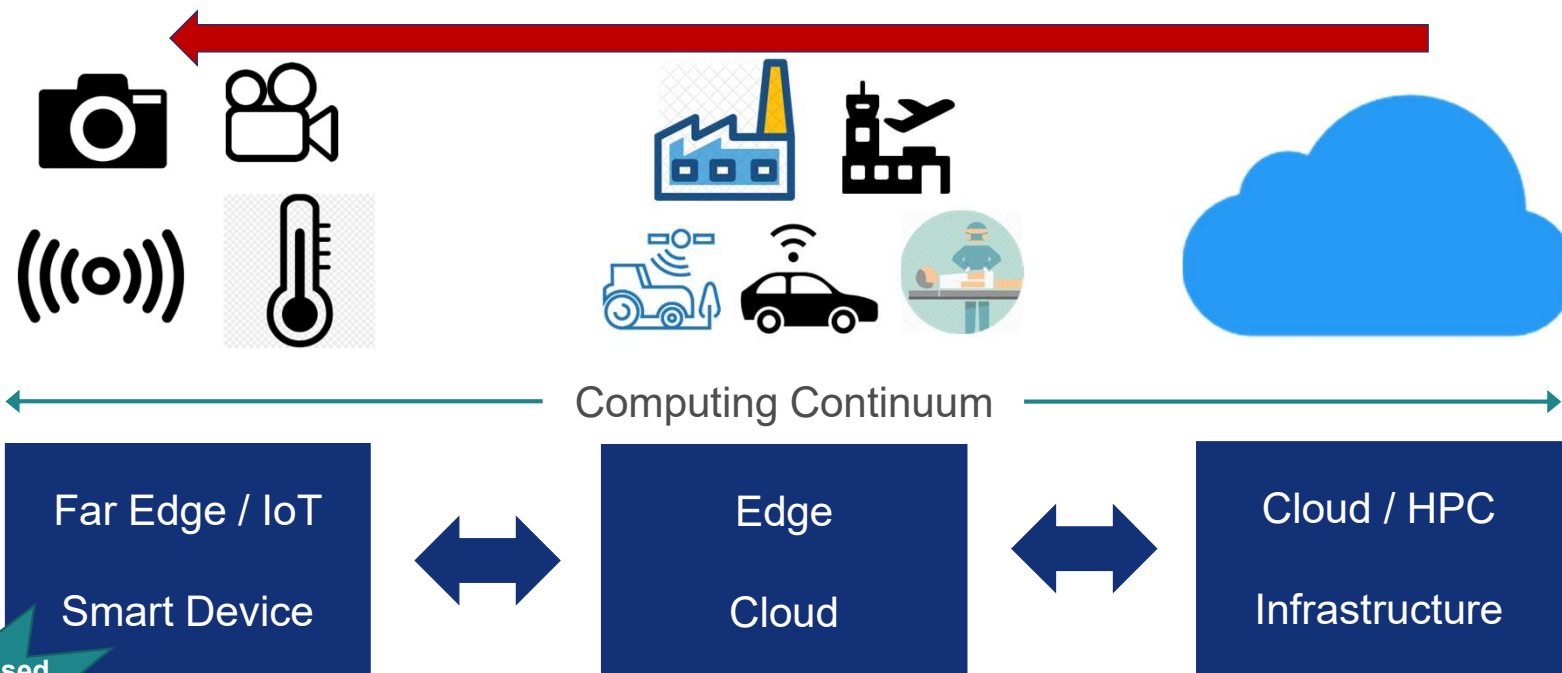 Computing Continuum
Far Edge / IoT
Smart Device
Edge
Cloud
Cloud / HPC
Infrastructure